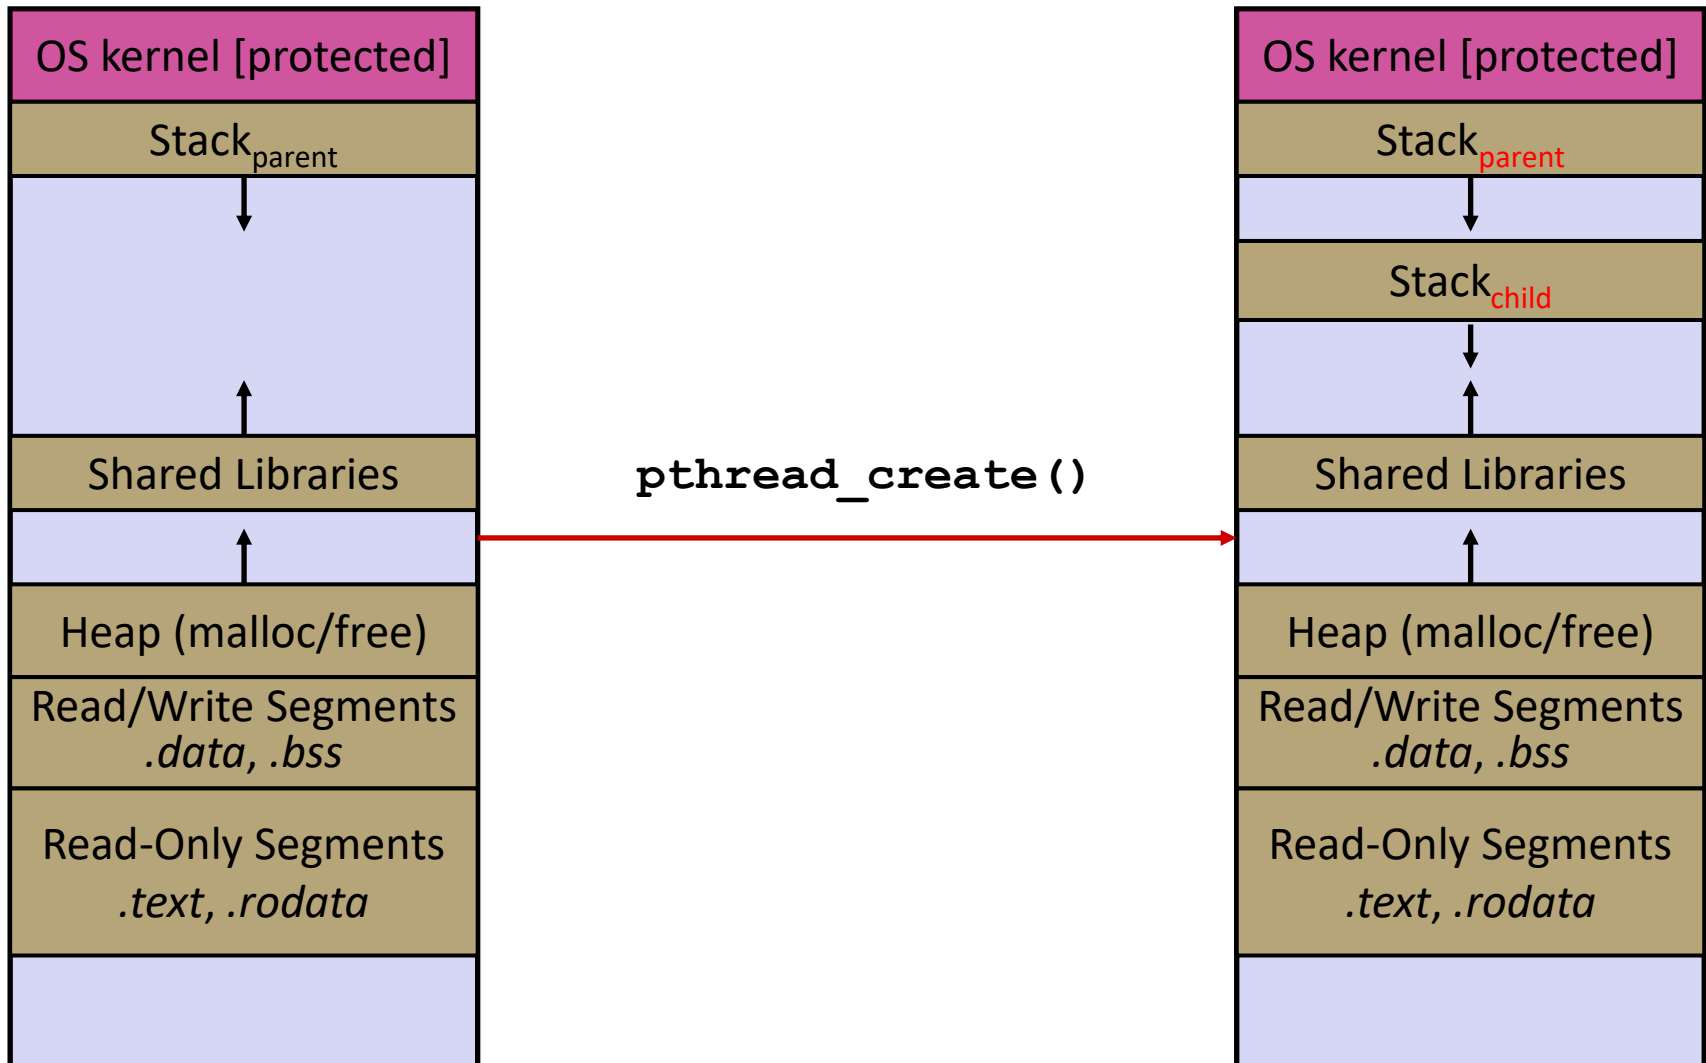 OS kernel [protected]
Stackparent
Shared Libraries
Heap (malloc/free)
Read/Write Segments
.data, .bss
Read-Only Segments
.text, .rodata
pthread_create()
OS kernel [protected]
Stackparent
Stackchild
Shared Libraries
Heap (malloc/free)
Read/Write Segments
.data, .bss
Read-Only Segments
.text, .rodata